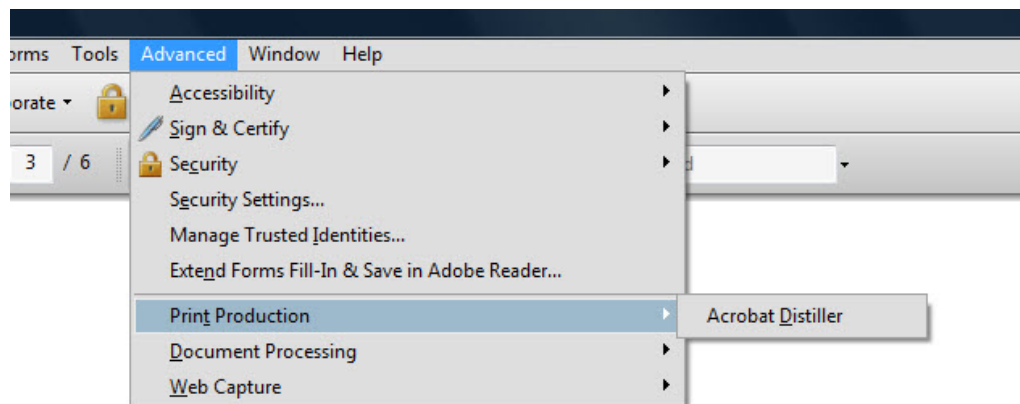 orms Tools Advanced Window Help
orate
Accessibility
Sign & Certify
3 / 6
Security
d
Security Settings...
Manage Trusted Identities...
Extend Forms Fill-In & Save in Adobe Reader...
Print Production
Acrobat Distiller
Document Processing
Web Capture